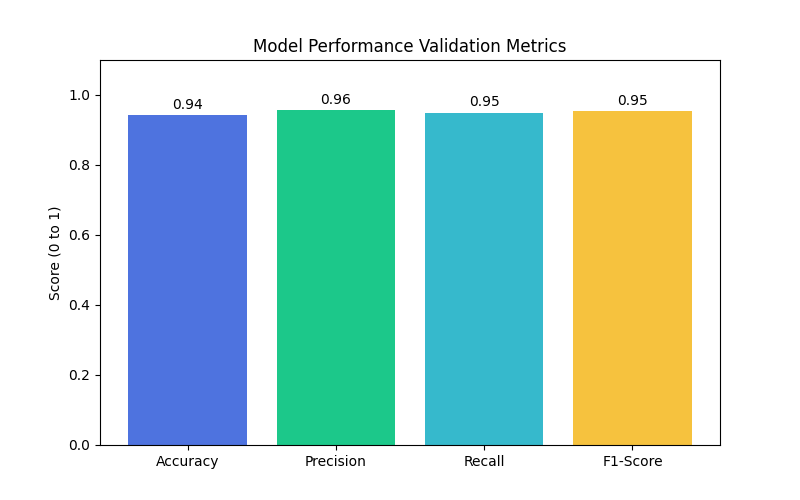 Model Performance Validation Metrics
1.0
0.8
0.6
0.4
0.2
0.0
Score (0 to 1)
0.94
0.96
0.95
0.95
Accuracy
Precision
Recall
F1-Score